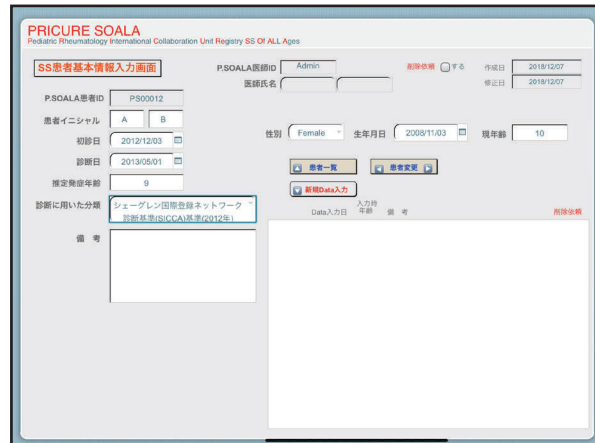 PRICURE SOALA
Pediatric Rheumatology International Collaboration Unit Registry SS Of ALL Ages
SS患者基本情報入力画面
P.SOALA医師ID Admin 削除依頼 する 作成日 2018/12/07
医師氏名 修正日 2018/12/07
P.SOALA患者ID PS00012
患者イニシャル A B
初診日 2012/12/03 性別 Female 生年月日 2008/11/03 現年齢 10
診断日 2013/05/01 患者一覧 患者変更
推定発症年齢 9 新規Data入力
診断に用いた分類 シェーグレン国際登録ネットワーク
診断基準(SICCA)基準(2012年)
Data入力日 入力時年齢 備 考 削除依頼
備 考